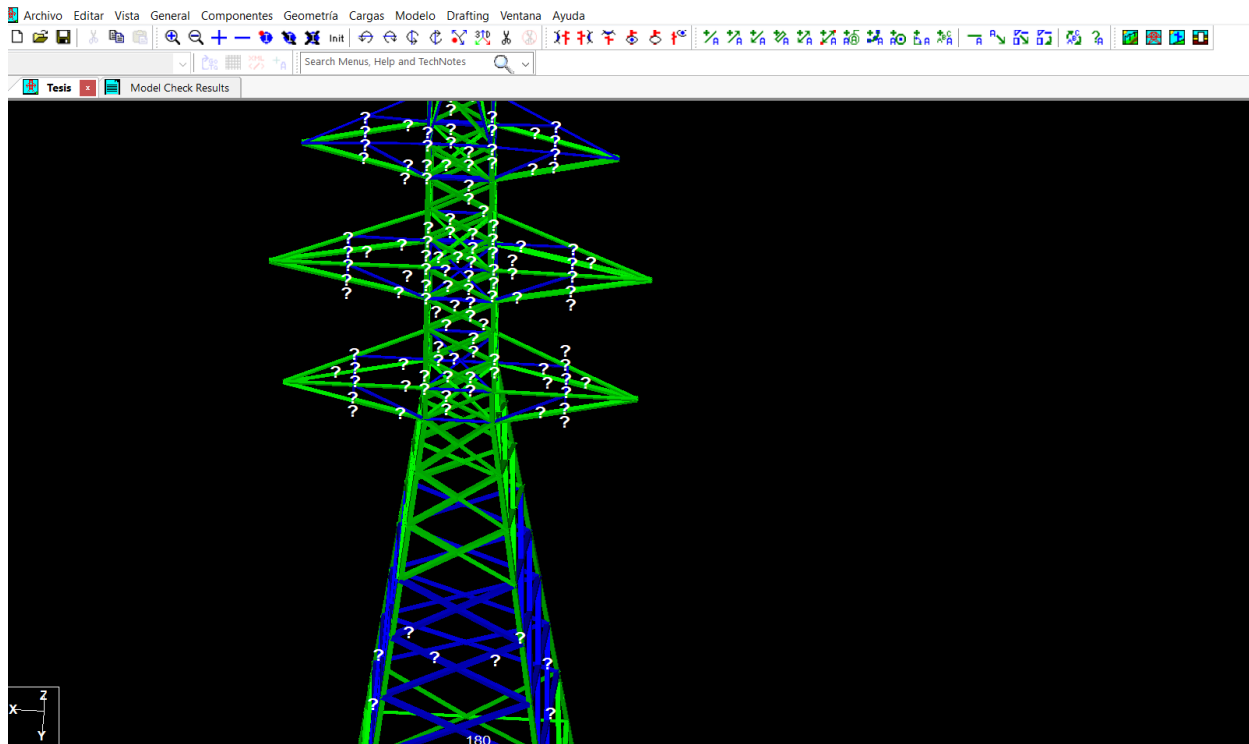 Archivo Editar Vista General Componentes Geometría Cargas Modelo Drafting Ventana Ayuda
Init
Search Menus, Help and TechNotes
Tesis x Model Check Results
Z
X
Y
180